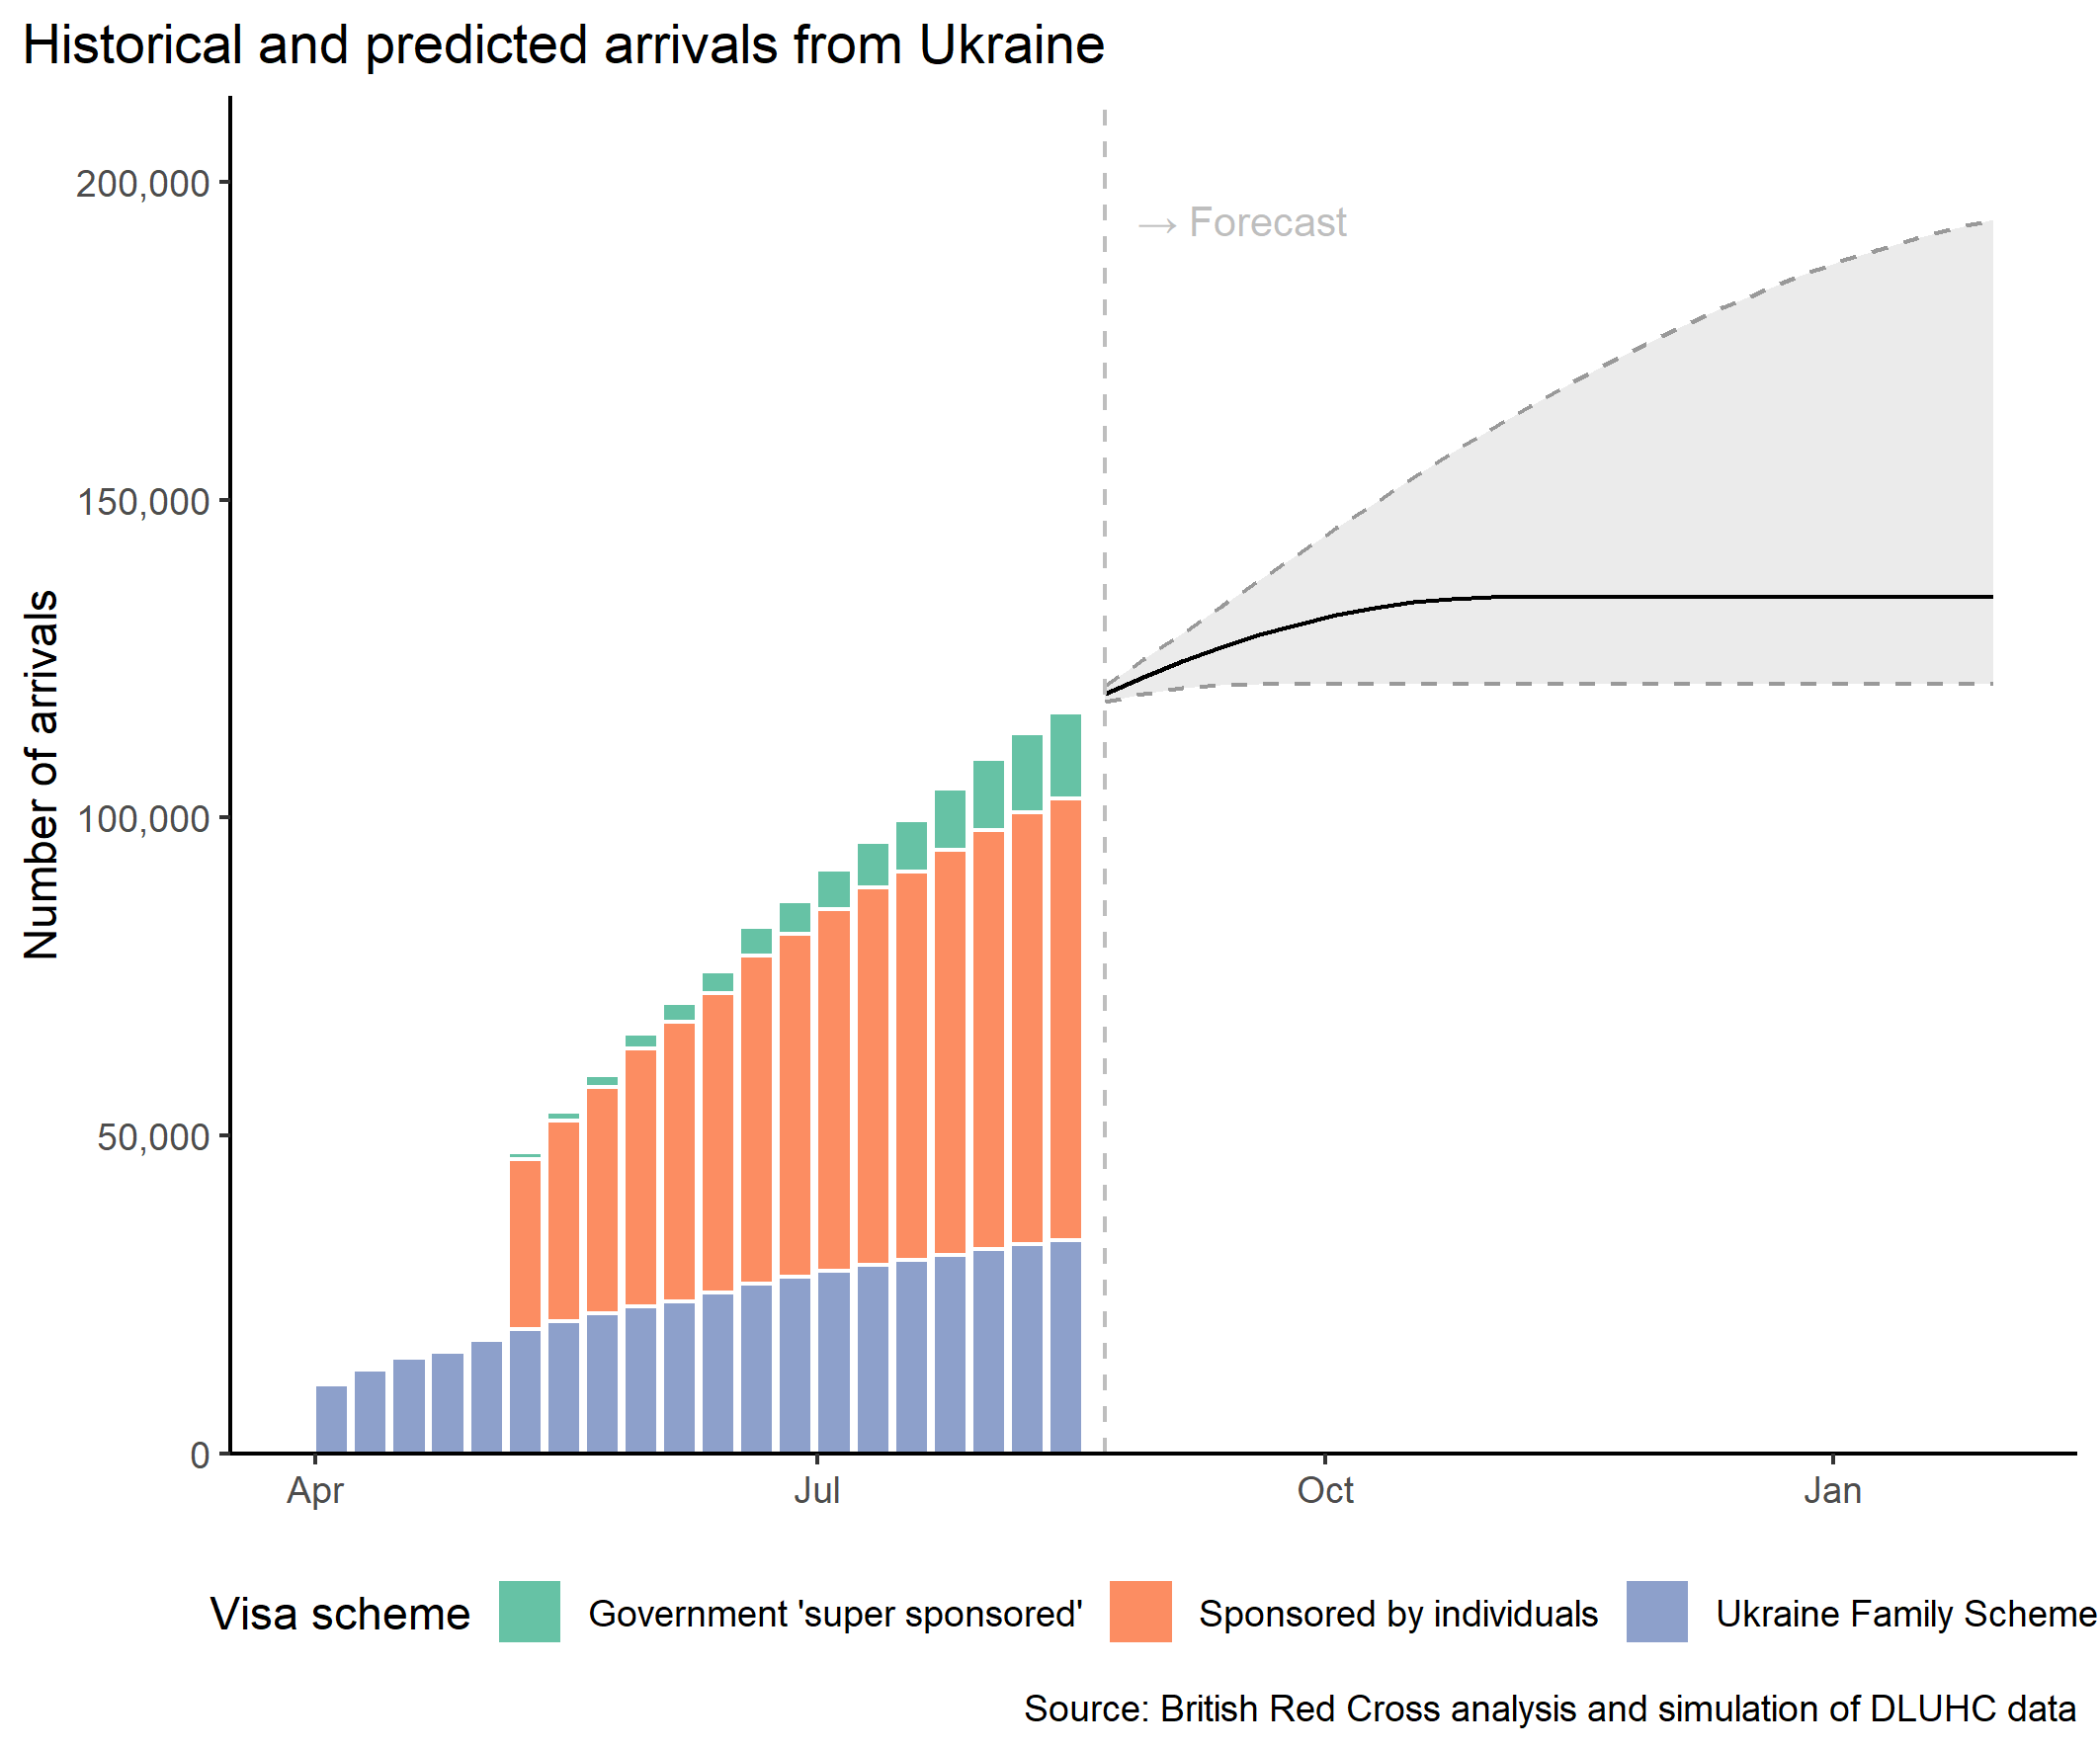 Historical and predicted arrivals from Ukraine
Number of arrivals
200,000
150,000
100,000
50,000
0
→ Forecast
Apr
Jul
Oct
Jan
Visa scheme
Government 'super sponsored'
Sponsored by individuals
Ukraine Family Scheme
Source: British Red Cross analysis and simulation of DLUHC data